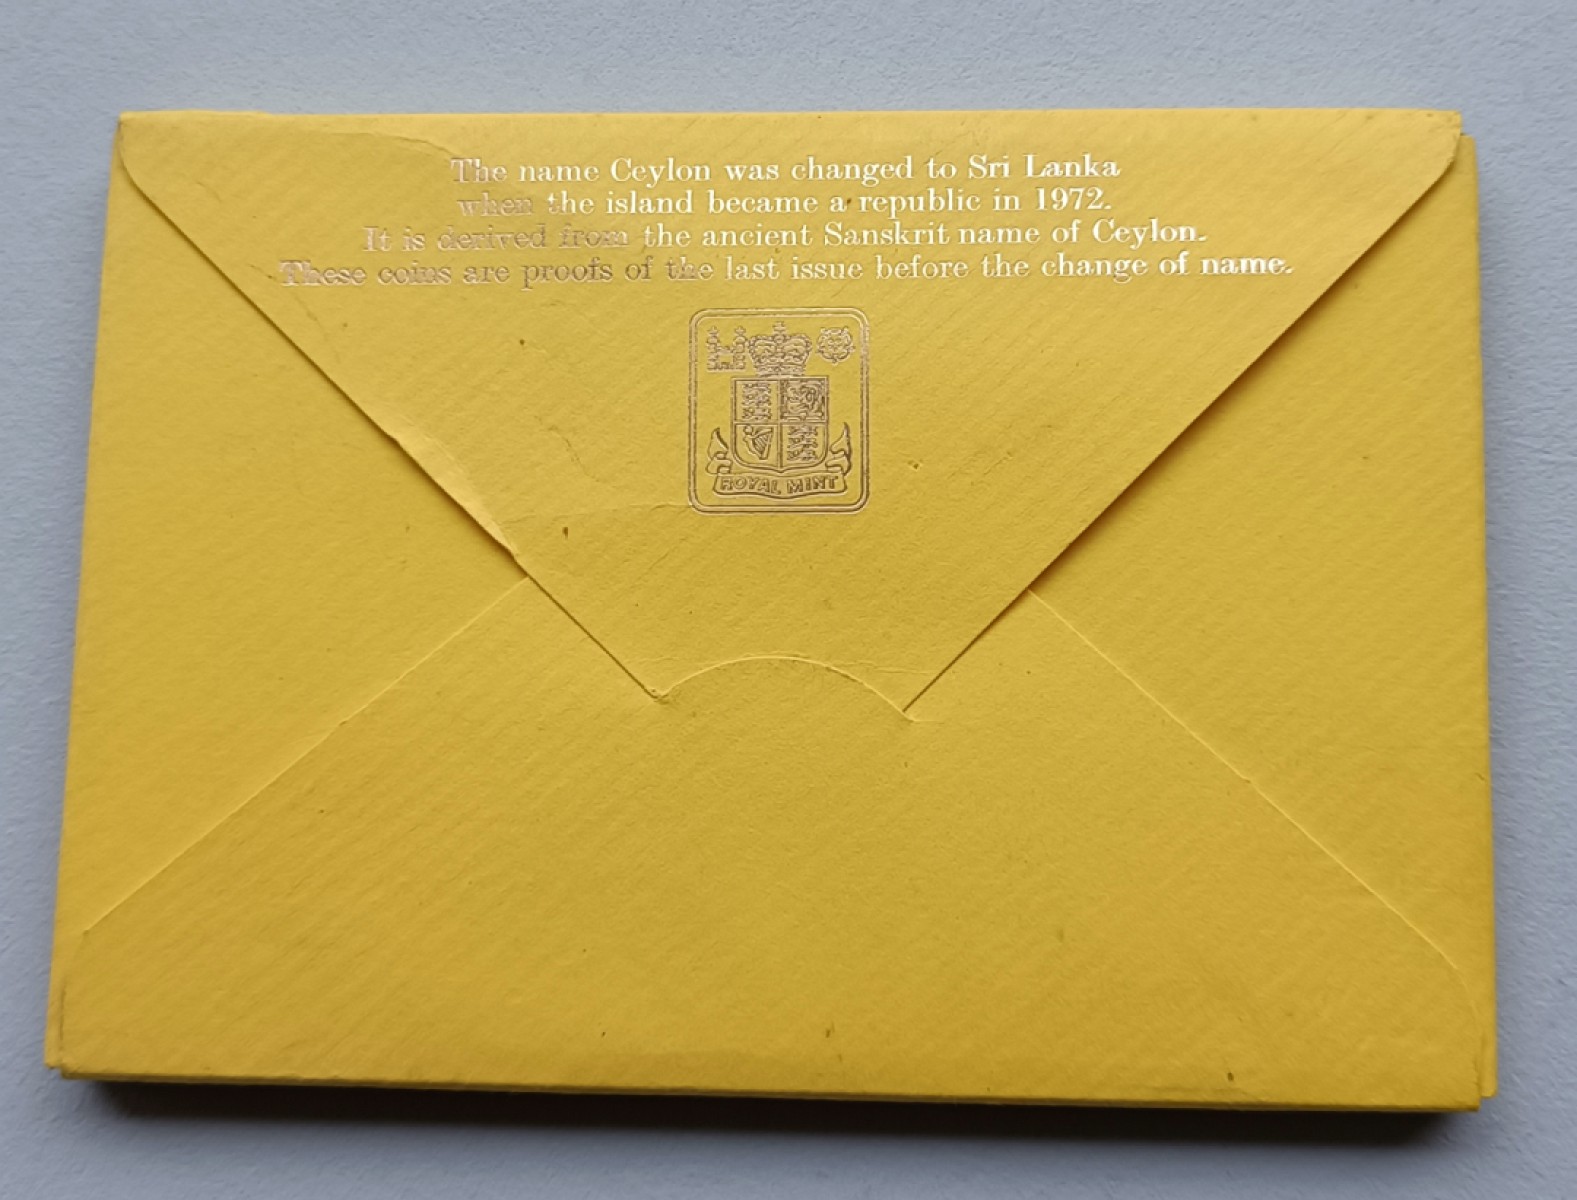 The name Ceylon was changed to Sri Lanka
when the island became a republic in 1972.
It is derived from the ancient Sanskrit name of Ceylon.
These coins are proofs of the last issue before the change of name.
ROYAL MINT